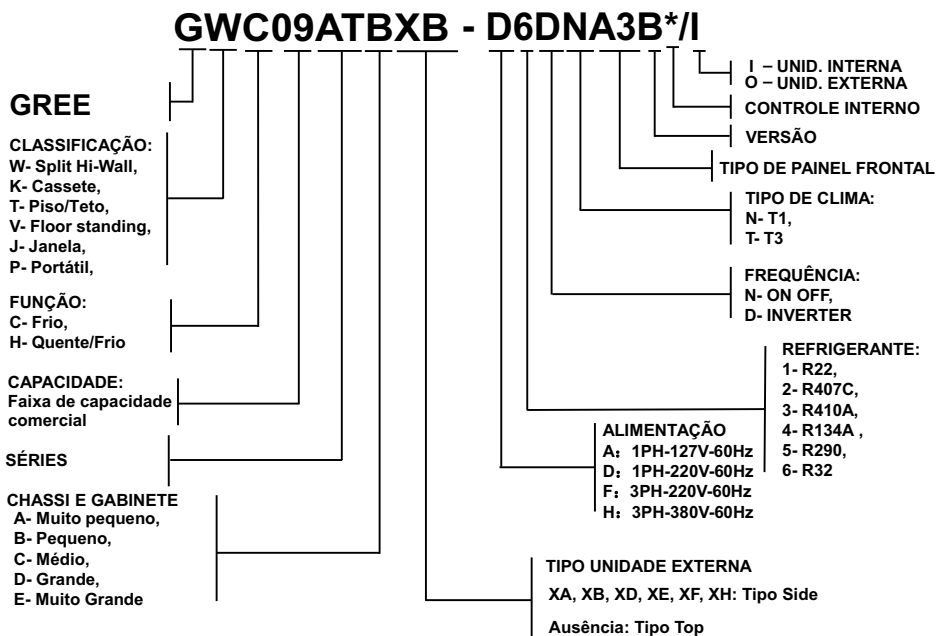 GWC09ATBXB - D6DNA3B*/I
GREE
CLASSIFICAÇÃO:
W- Split Hi-Wall,
K- Cassete,
T- Piso/Teto,
V- Floor standing,
J- Janela,
P- Portátil,
FUNÇÃO:
C- Frio,
H- Quente/Frio
CAPACIDADE:
Faixa de capacidade
comercial
SÉRIES
CHASSI E GABINETE
A- Muito pequeno,
B- Pequeno,
C- Médio,
D- Grande,
E- Muito Grande
I – UNID. INTERNA
O – UNID. EXTERNA
CONTROLE INTERNO
VERSÃO
TIPO DE PAINEL FRONTAL
TIPO DE CLIMA:
N- T1,
T- T3
FREQUÊNCIA:
N- ON OFF,
D- INVERTER
REFRIGERANTE:
1- R22,
2- R407C,
3- R410A,
4- R134A ,
5- R290,
6- R32
ALIMENTAÇÃO
A： 1PH-127V-60Hz
D： 1PH-220V-60Hz
F： 3PH-220V-60Hz
H： 3PH-380V-60Hz
TIPO UNIDADE EXTERNA
XA, XB, XD, XE, XF, XH: Tipo Side
Ausência: Tipo Top